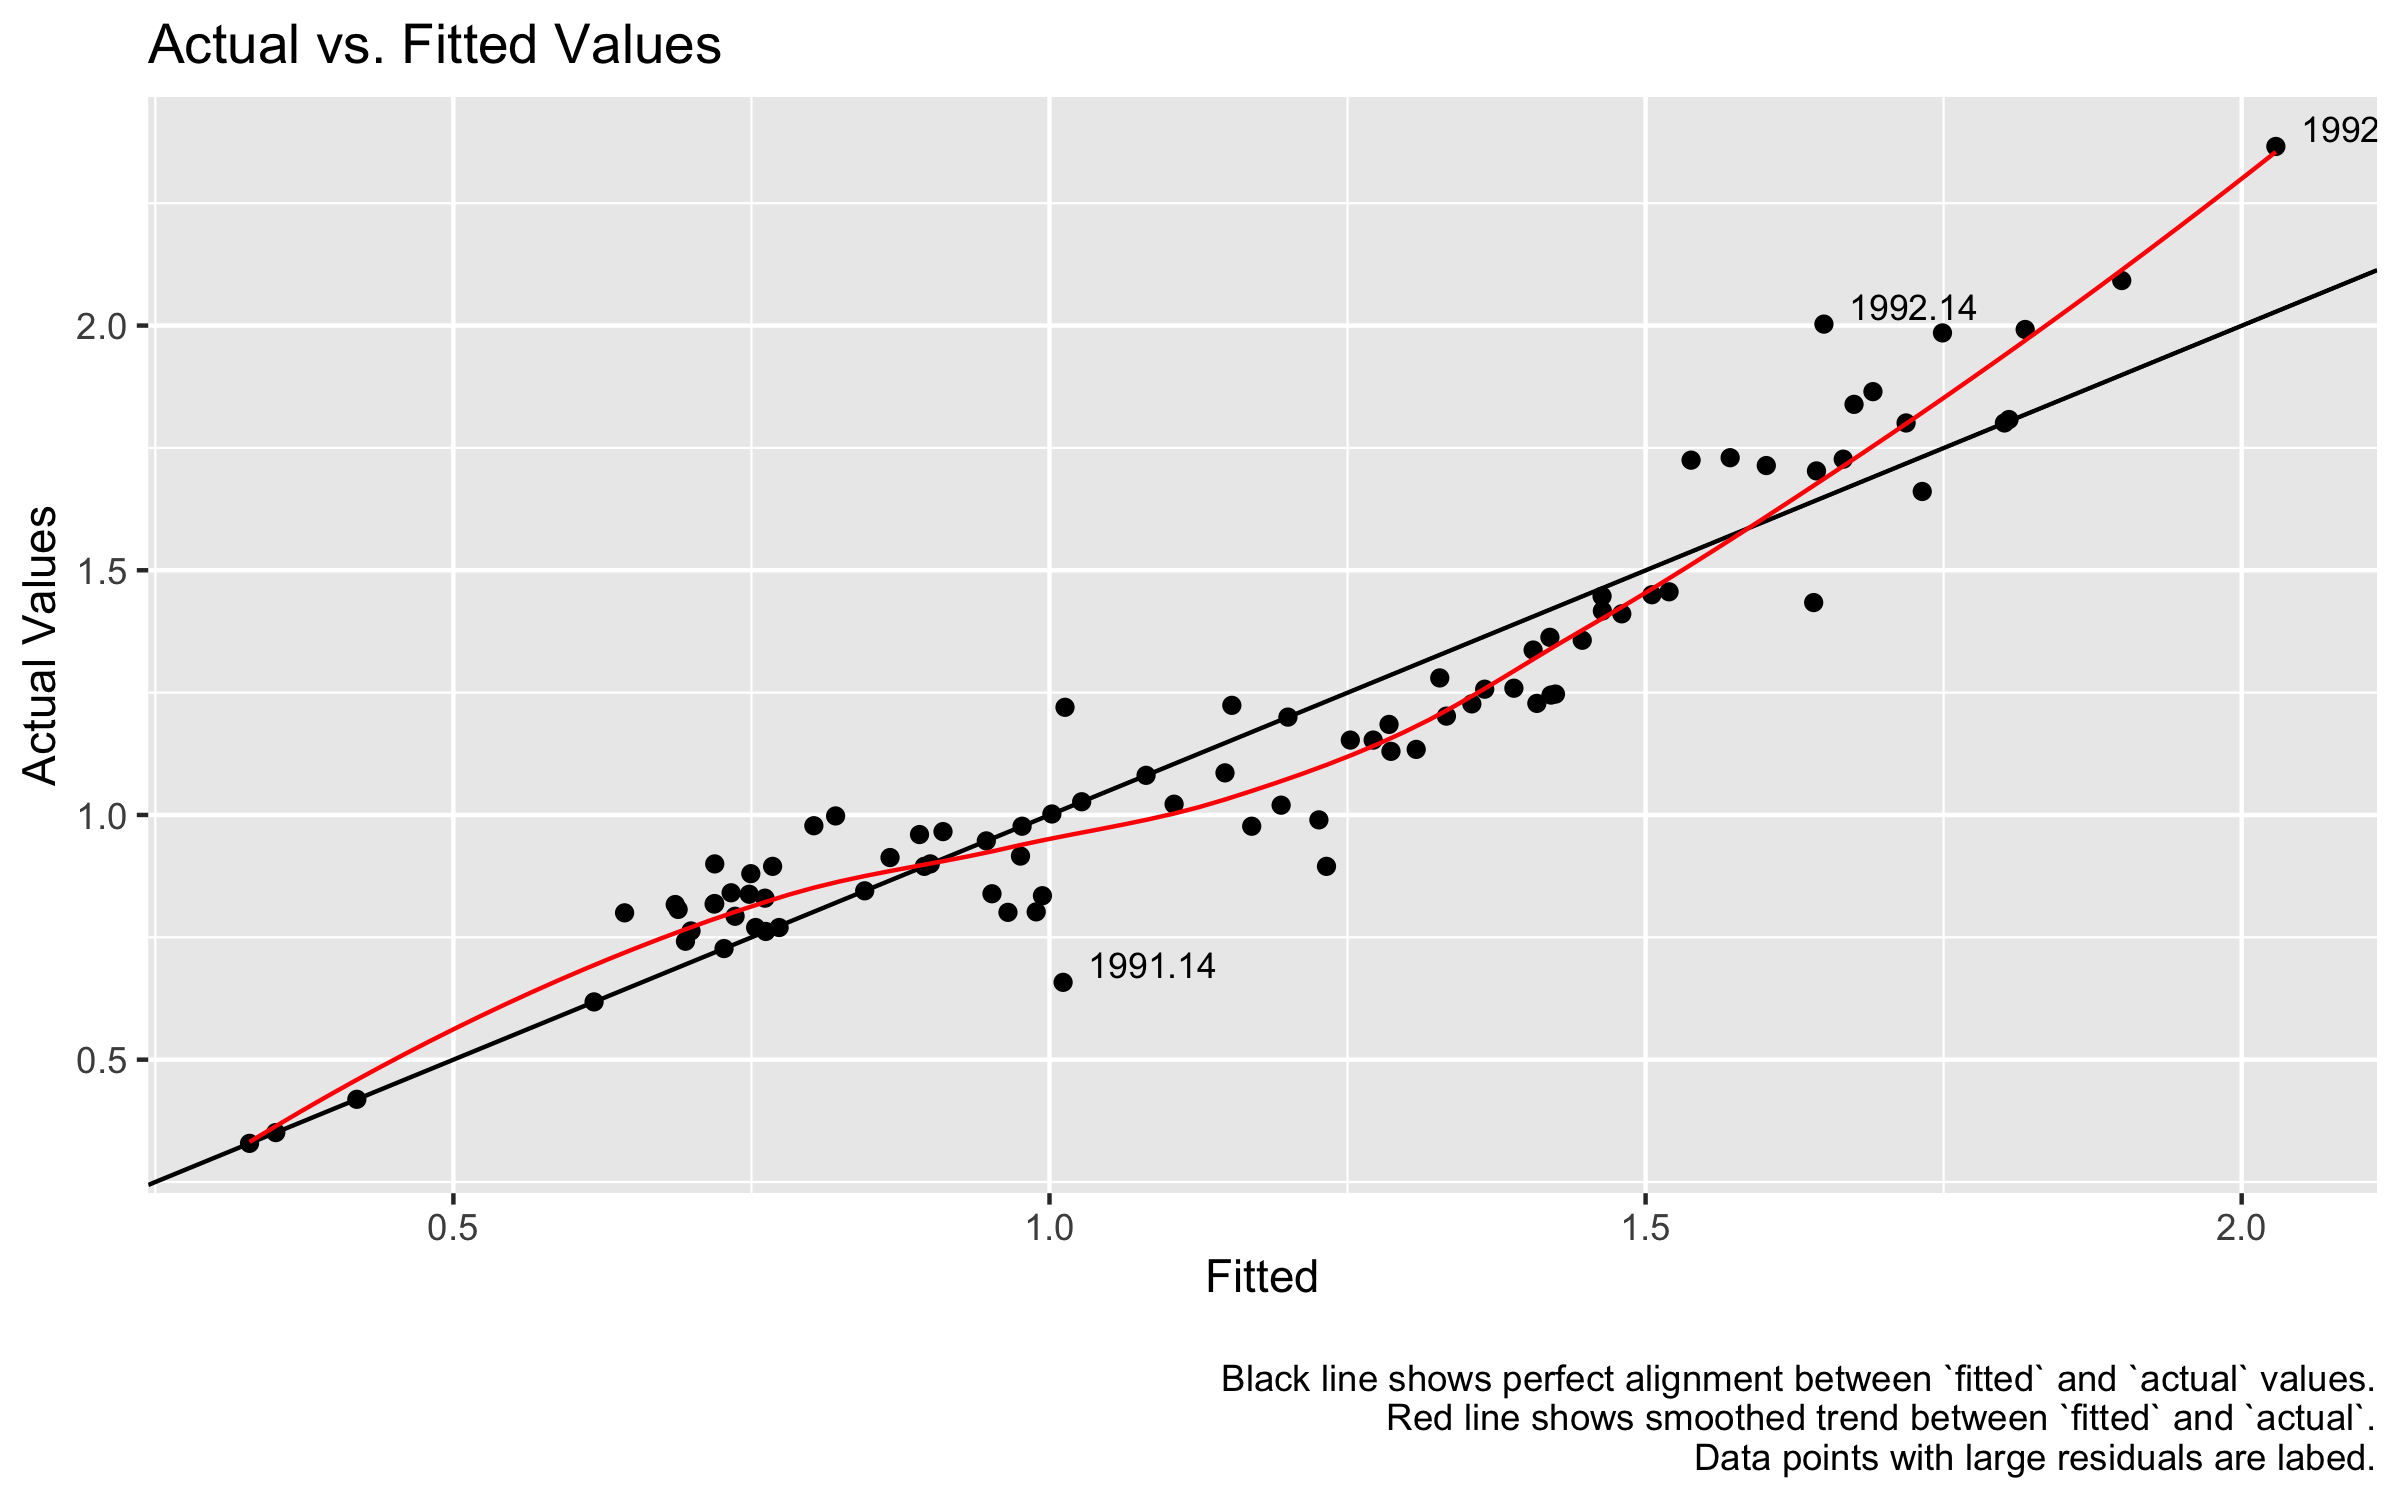 Actual vs. Fitted Values
1992
1992.14
2.0
1.5
1991.14
1.0
0.5
Actual Values
0.5 1.0 1.5 2.0
Fitted
Black line shows perfect alignment between `fitted` and `actual` values.
Red line shows smoothed trend between `fitted` and `actual`.
Data points with large residuals are labed.